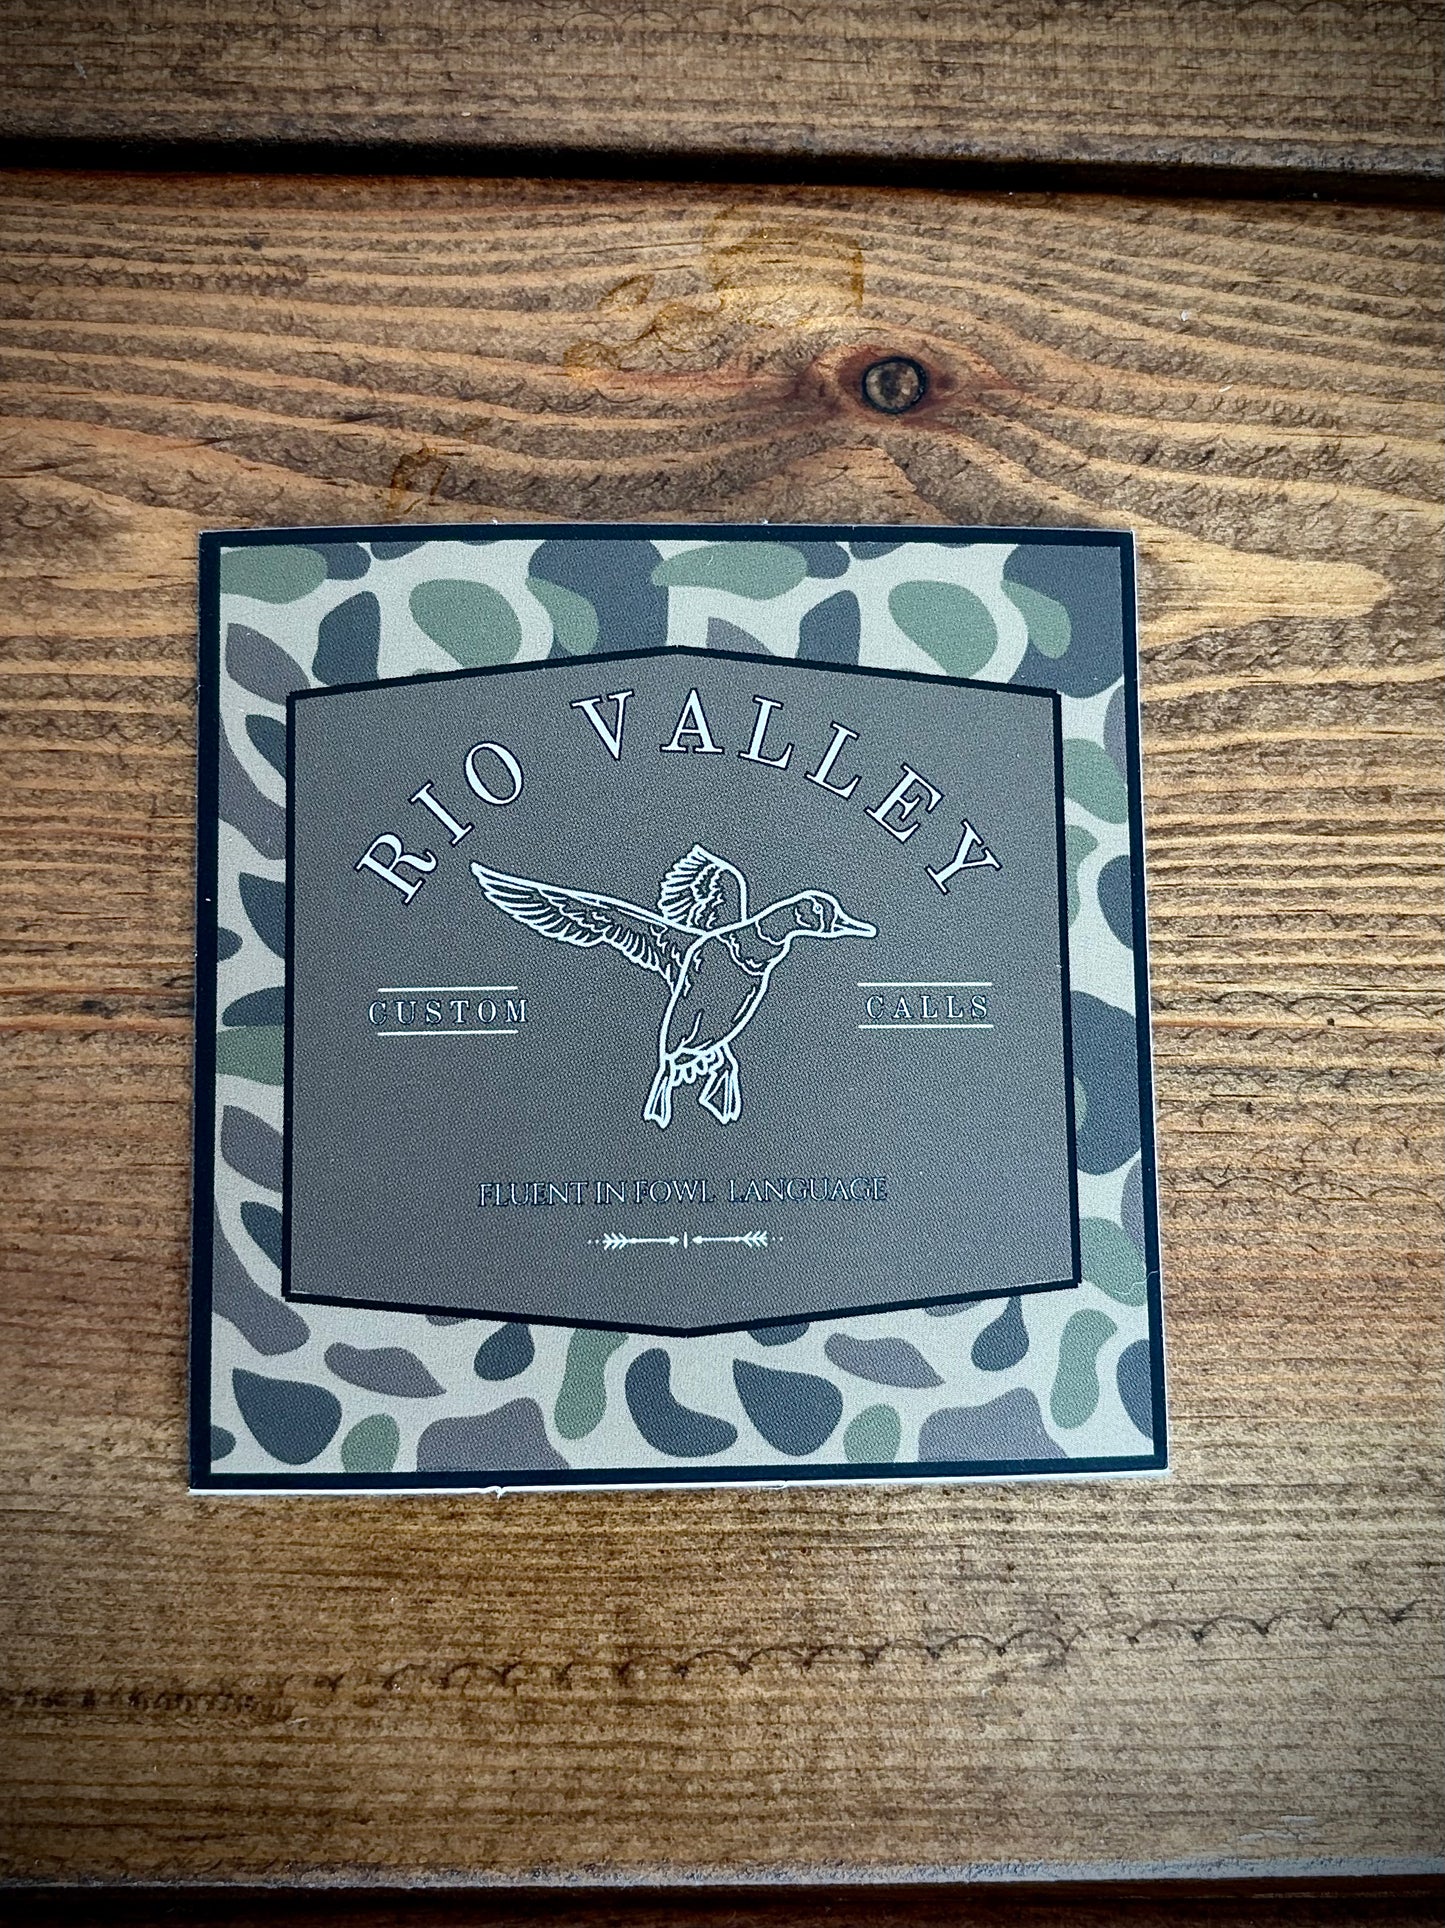 RIO VALLEY
CUSTOM
CALLS
FLUENT IN FOWL LANGUAGE